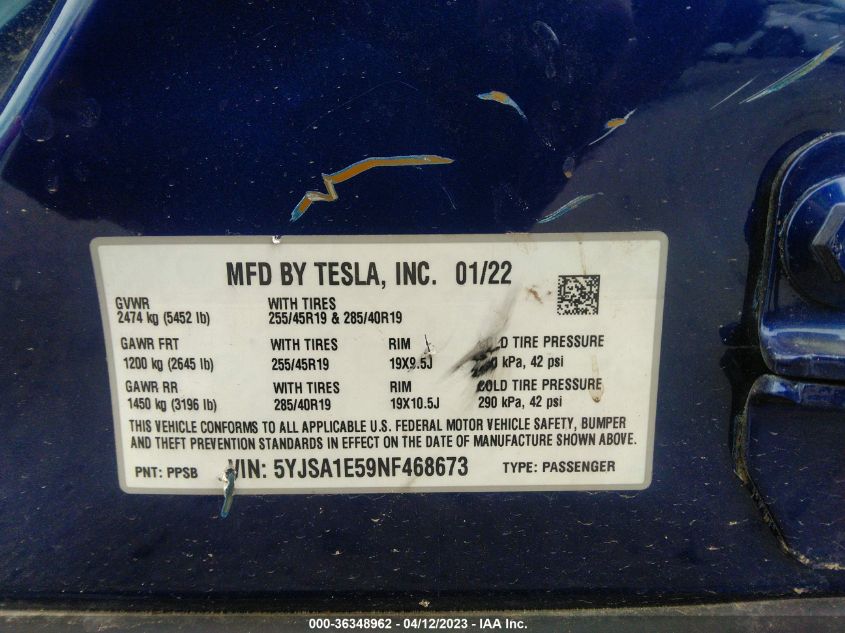 MFD BY TESLA, INC. 01/22
GVWR WITH TIRES
2474 kg (5452 lb) 255/45R19 & 285/40R19
GAWR FRT WITH TIRES RIM TIRE PRESSURE
1200 kg (2645 lb) 255/45R19 19X9.5J kPa, 42 psi
GAWR RR WITH TIRES RIM COLD TIRE PRESSURE
1450 kg (3196 lb) 285/40R19 19X10.5J 290 kPa, 42 psi
THIS VEHICLE CONFORMS TO ALL APPLICABLE U.S. FEDERAL MOTOR VEHICLE SAFETY, BUMPER
AND THEFT PREVENTION STANDARDS IN EFFECT ON THE DATE OF MANUFACTURE SHOWN ABOVE.
PNT: PPSB VIN: 5YJSA1E59NF468673 TYPE: PASSENGER
000-36348962 - 04/12/2023 - IAA Inc.